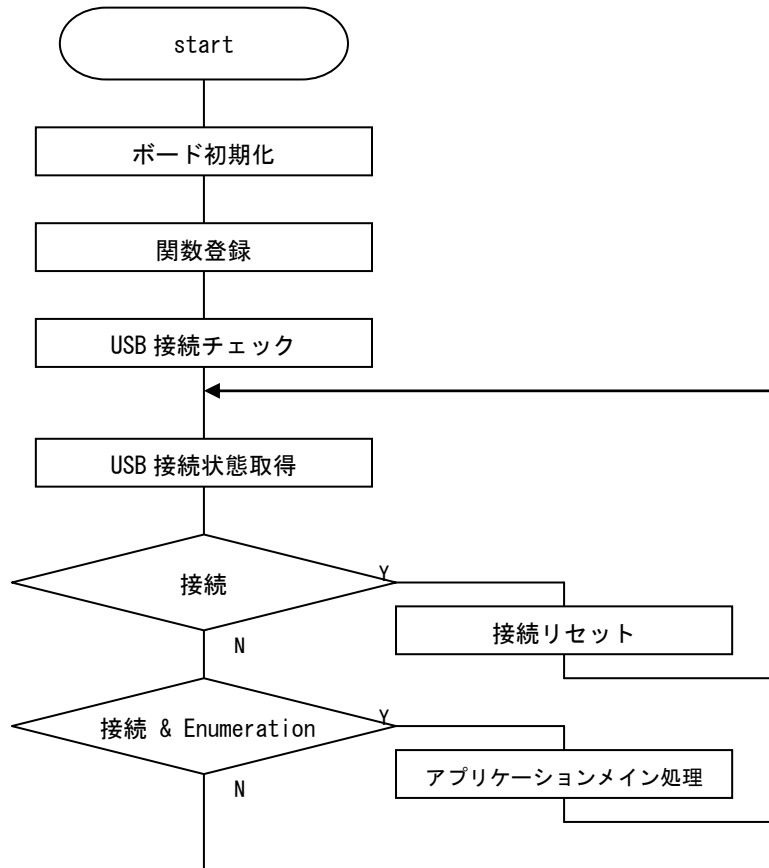 start
ボード初期化
関数登録
USB 接続チェック
USB 接続状態取得
接続
Y
接続リセット
N
接続 & Enumeration
Y
アプリケーションメイン処理
N